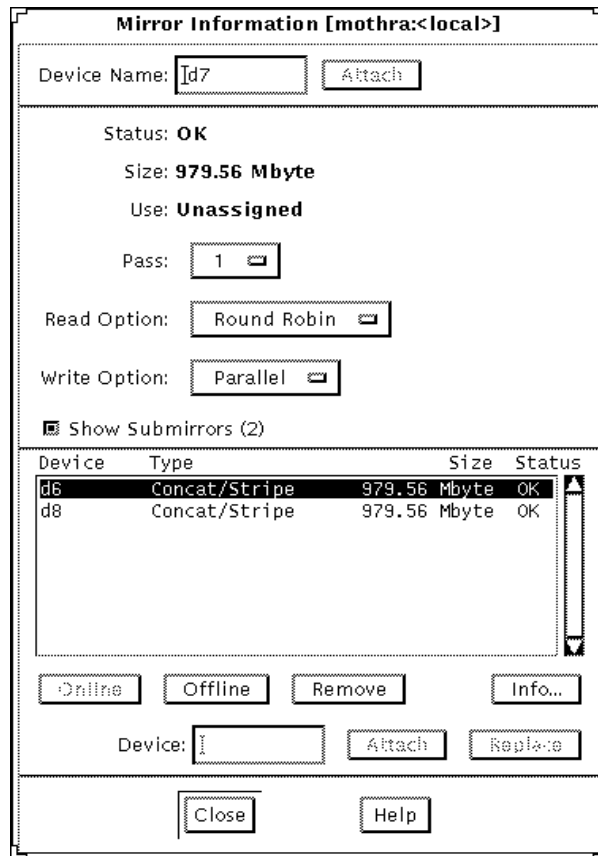 Mirror Information [mothra:<local>]
Device Name: d7 Attach
Status: OK
Size: 979.56 Mbyte
Use: Unassigned
Pass: 1
Read Option: Round Robin
Write Option: Parallel
Show Submirrors (2)
Device Type Size Status
d6 Concat/Stripe 979.56 Mbyte OK
d8 Concat/Stripe 979.56 Mbyte OK
Online Offline Remove Info...
Device: Attach Replace
Close Help